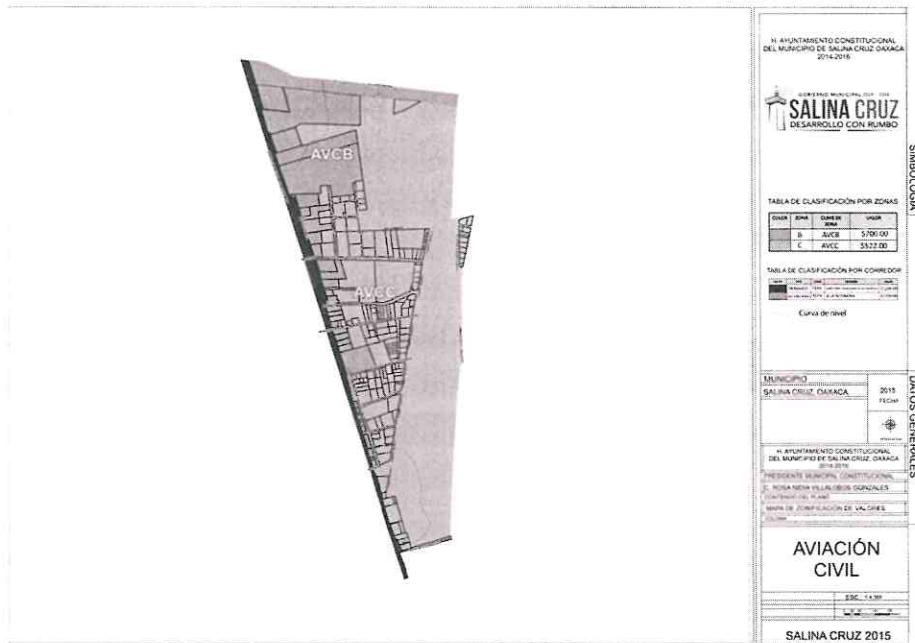 AVCB
AVCC
H. AYUNTAMIENTO CONSTITUCIONAL
DEL MUNICIPIO DE SALINA CRUZ OAXACA
2014-2016
SALINA CRUZ
DESARROLLO CON RUMBO
SIMBOLOGIA
TABLA DE CLASIFICACIÓN POR ZONAS
COLOR ZONA CLAVE DE ZONA VALOR
B AVCB $700.00
C AVCC $522.00
TABLA DE CLASIFICACIÓN POR CORREDOR
Curva de nivel
DATOS GENERALES
MUNICIPIO
SALINA CRUZ, OAXACA.
2015
FECHA
H. AYUNTAMIENTO CONSTITUCIONAL
DEL MUNICIPIO DE SALINA CRUZ, OAXACA
2014-2016
PRESIDENTE MUNICIPAL CONSTITUCIONAL
C. ROSA NIDIA VILLALOBOS GONZALES
CONTENIDO DEL PLANO
MAPA DE ZONIFICACIÓN DE VALORES
COLONIA
AVIACIÓN
CIVIL
ESC.
SALINA CRUZ 2015